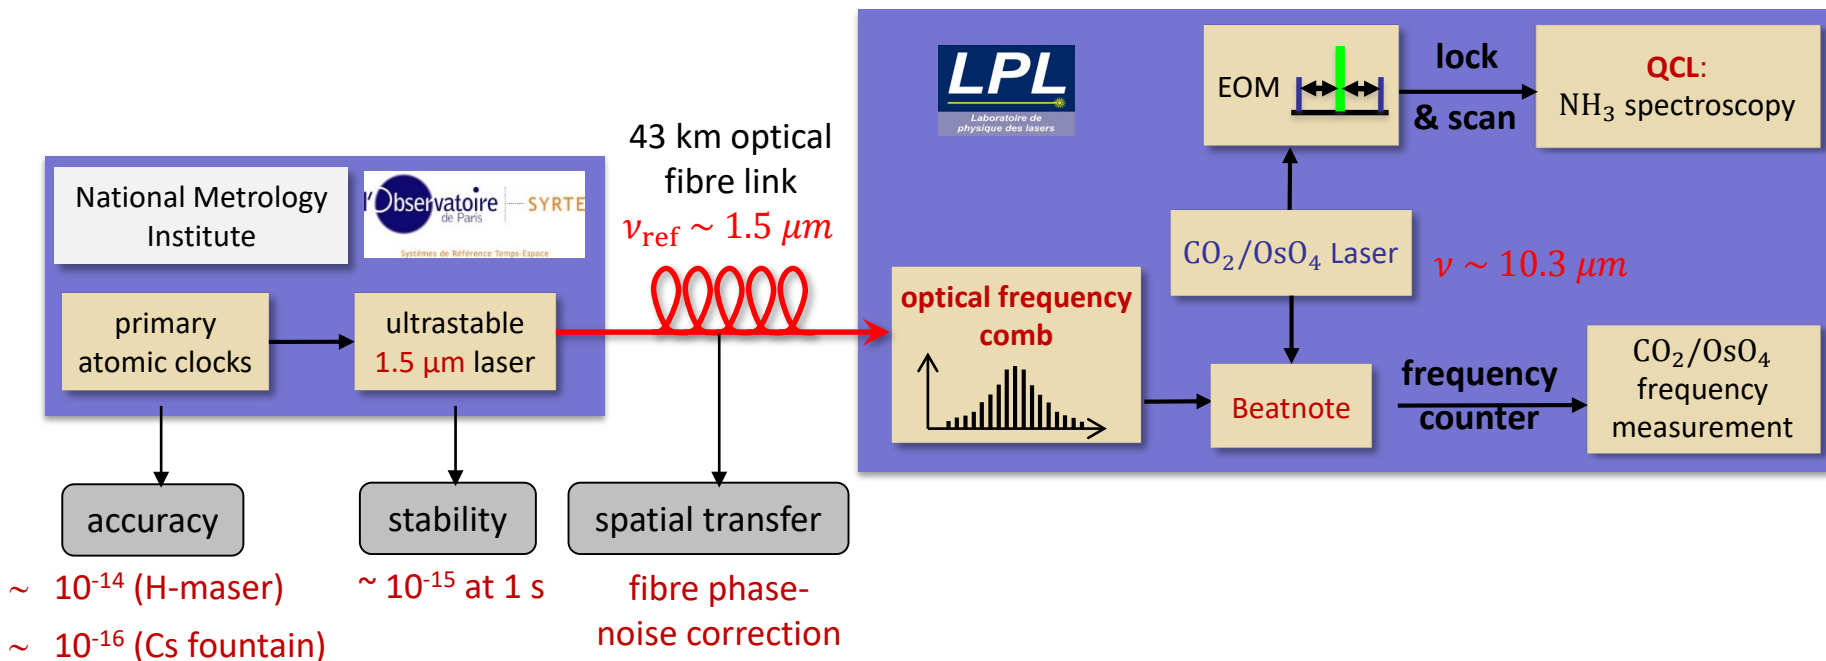 National Metrology
Institute
l'Observatoire
de Paris
SYRTE
Systèmes de Référence Temps-Espace
primary
atomic clocks
ultrastable
1.5 µm laser
43 km optical
fibre link
ν_ref ~ 1.5 μm
accuracy
~ 10⁻¹⁴ (H-maser)
~ 10⁻¹⁶ (Cs fountain)
stability
~ 10⁻¹⁵ at 1 s
spatial transfer
fibre phase-
noise correction
LPL
Laboratoire de
physique des lasers
optical frequency
comb
EOM
lock
& scan
QCL:
NH₃ spectroscopy
CO₂/OsO₄ Laser
ν ~ 10.3 μm
Beatnote
frequency
counter
CO₂/OsO₄
frequency
measurement